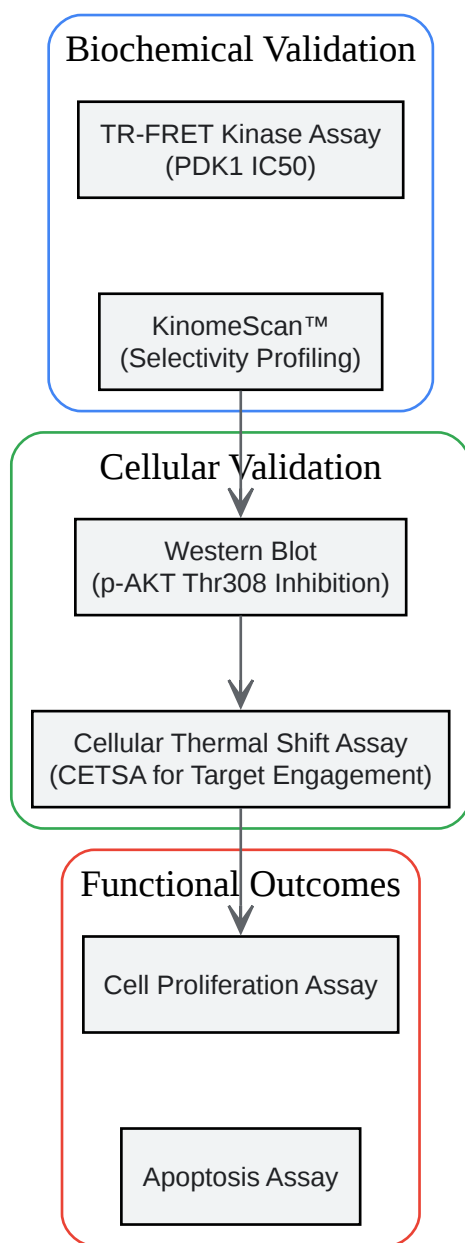 Biochemical Validation
TR-FRET Kinase Assay
(PDK1 IC50)
KinomeScan™
(Selectivity Profiling)
Cellular Validation
Western Blot
(p-AKT Thr308 Inhibition)
Cellular Thermal Shift Assay
(CETSA for Target Engagement)
Functional Outcomes
Cell Proliferation Assay
Apoptosis Assay